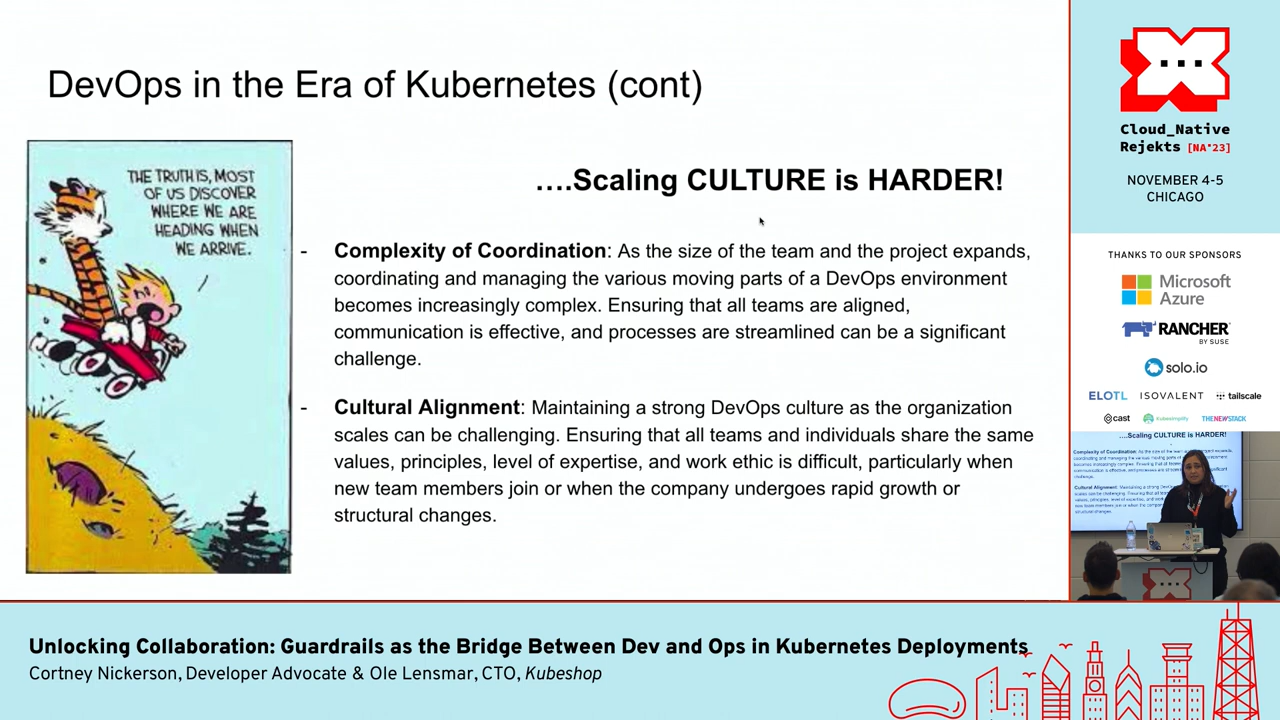 DevOps in the Era of Kubernetes (cont)
THE TRUTH IS, MOST
OF US DISCOVER
WHERE WE ARE
HEADING WHEN
WE ARRIVE.
....Scaling CULTURE is HARDER!
- Complexity of Coordination: As the size of the team and the project expands,
coordinating and managing the various moving parts of a DevOps environment
becomes increasingly complex. Ensuring that all teams are aligned,
communication is effective, and processes are streamlined can be a significant
challenge.
- Cultural Alignment: Maintaining a strong DevOps culture as the organization
scales can be challenging. Ensuring that all teams and individuals share the same
values, principles, level of expertise, and work ethic is difficult, particularly when
new team members join or when the company undergoes rapid growth or
structural changes.
Cloud_Native
Rejekts [NA'23]
NOVEMBER 4-5
CHICAGO
THANKS TO OUR SPONSORS
Microsoft
Azure
RANCHER
BY SUSE
solo.io
ELOTL ISOVALENT tailscale
cast kubesimplify THENEWSTACK
....Scaling CULTURE is HARDER!
Unlocking Collaboration: Guardrails as the Bridge Between Dev and Ops in Kubernetes Deployments
Cortney Nickerson, Developer Advocate & Ole Lensmar, CTO, Kubeshop